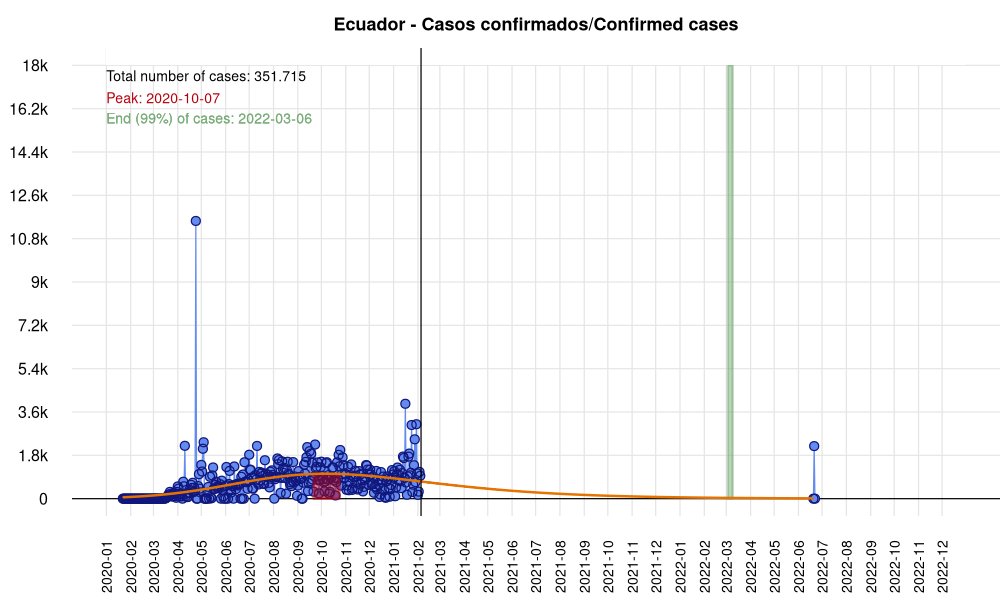 Ecuador - Casos confirmados/Confirmed cases
18k
Total number of cases: 351.715
Peak: 2020-10-07
16.2k
End (99%) of cases: 2022-03-06
14.4k
12.6k
10.8k
9k
7.2k
5.4k
3.6k
1.8k
0
2020-01
2020-02
2020-03
2020-04
2020-05
2020-06
2020-07
2020-08
2020-09
2020-10
2020-11
2020-12
2021-01
2021-02
2021-03
2021-04
2021-05
2021-06
2021-07
2021-08
2021-09
2021-10
2021-11
2021-12
2022-01
2022-02
2022-03
2022-04
2022-05
2022-06
2022-07
2022-08
2022-09
2022-10
2022-11
2022-12